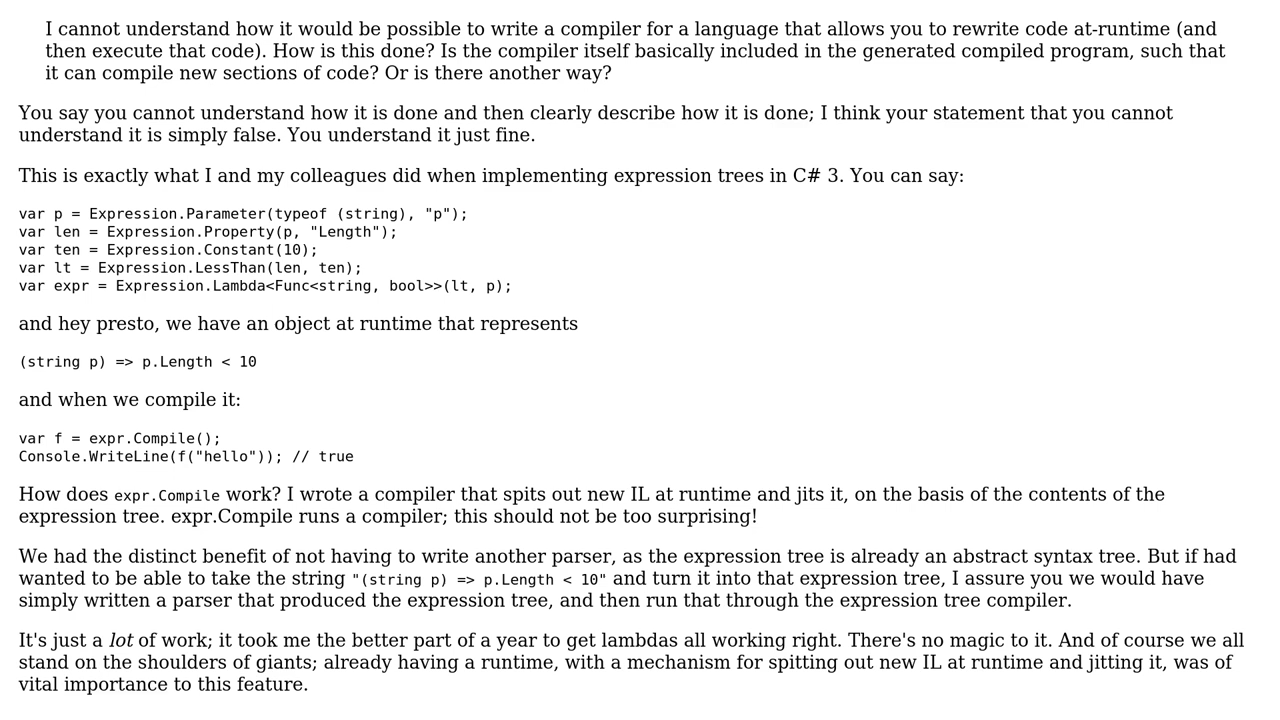 I cannot understand how it would be possible to write a compiler for a language that allows you to rewrite code at-runtime (and
then execute that code). How is this done? Is the compiler itself basically included in the generated compiled program, such that
it can compile new sections of code? Or is there another way?
You say you cannot understand how it is done and then clearly describe how it is done; I think your statement that you cannot
understand it is simply false. You understand it just fine.
This is exactly what I and my colleagues did when implementing expression trees in C# 3. You can say:
var p = Expression.Parameter(typeof (string), "p");
var len = Expression.Property(p, "Length");
var ten = Expression.Constant(10);
var lt = Expression.LessThan(len, ten);
var expr = Expression.Lambda<Func<string, bool>>(lt, p);
and hey presto, we have an object at runtime that represents
(string p) => p.Length < 10
and when we compile it:
var f = expr.Compile();
Console.WriteLine(f("hello")); // true
How does expr.Compile work? I wrote a compiler that spits out new IL at runtime and jits it, on the basis of the contents of the
expression tree. expr.Compile runs a compiler; this should not be too surprising!
We had the distinct benefit of not having to write another parser, as the expression tree is already an abstract syntax tree. But if had
wanted to be able to take the string "(string p) => p.Length < 10" and turn it into that expression tree, I assure you we would have
simply written a parser that produced the expression tree, and then run that through the expression tree compiler.
It's just a lot of work; it took me the better part of a year to get lambdas all working right. There's no magic to it. And of course we all
stand on the shoulders of giants; already having a runtime, with a mechanism for spitting out new IL at runtime and jitting it, was of
vital importance to this feature.